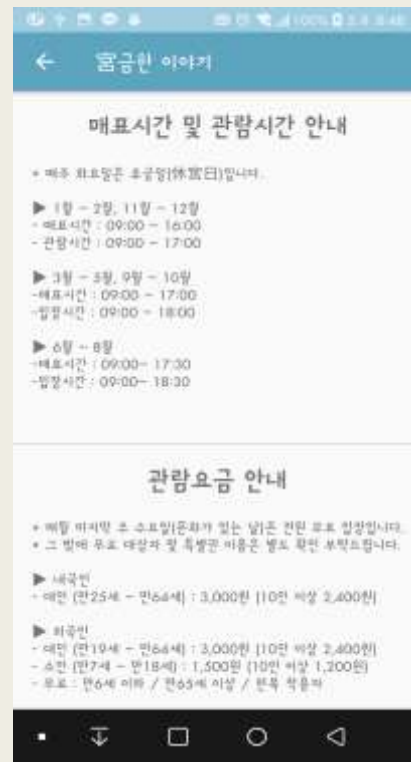 宮금한 이야기
매표시간 및 관람시간 안내
* 매주 화요일은 휴궁일(休宮日)입니다.
▶ 1월 ~ 2월, 11월 ~ 12월
- 매표시간 : 09:00 ~ 16:00
- 관람시간 : 09:00 ~ 17:00
▶ 3월 ~ 5월, 9월 ~ 10월
-매표시간 : 09:00 ~ 17:00
-입장시간 : 09:00 ~ 18:00
▶ 6월 ~ 8월
-매표시간 : 09:00~ 17:30
-입장시간 : 09:00~ 18:30
관람요금 안내
* 매월 마지막 주 수요일(문화가 있는 날)은 전원 무료 입장입니다.
* 그 밖에 무료 대상자 및 특별권 이용은 별도 확인 부탁드립니다.
▶ 내국인
- 대인 (만25세 ~ 만64세) : 3,000원 (10인 이상 2,400원)
▶ 외국인
- 대인 (만19세 ~ 만64세) : 3,000원 (10인 이상 2,400원)
- 소인 (만7세 ~ 만18세) : 1,500원 (10인 이상 1,200원)
- 무료 : 만6세 이하 / 만65세 이상 / 한복 착용자